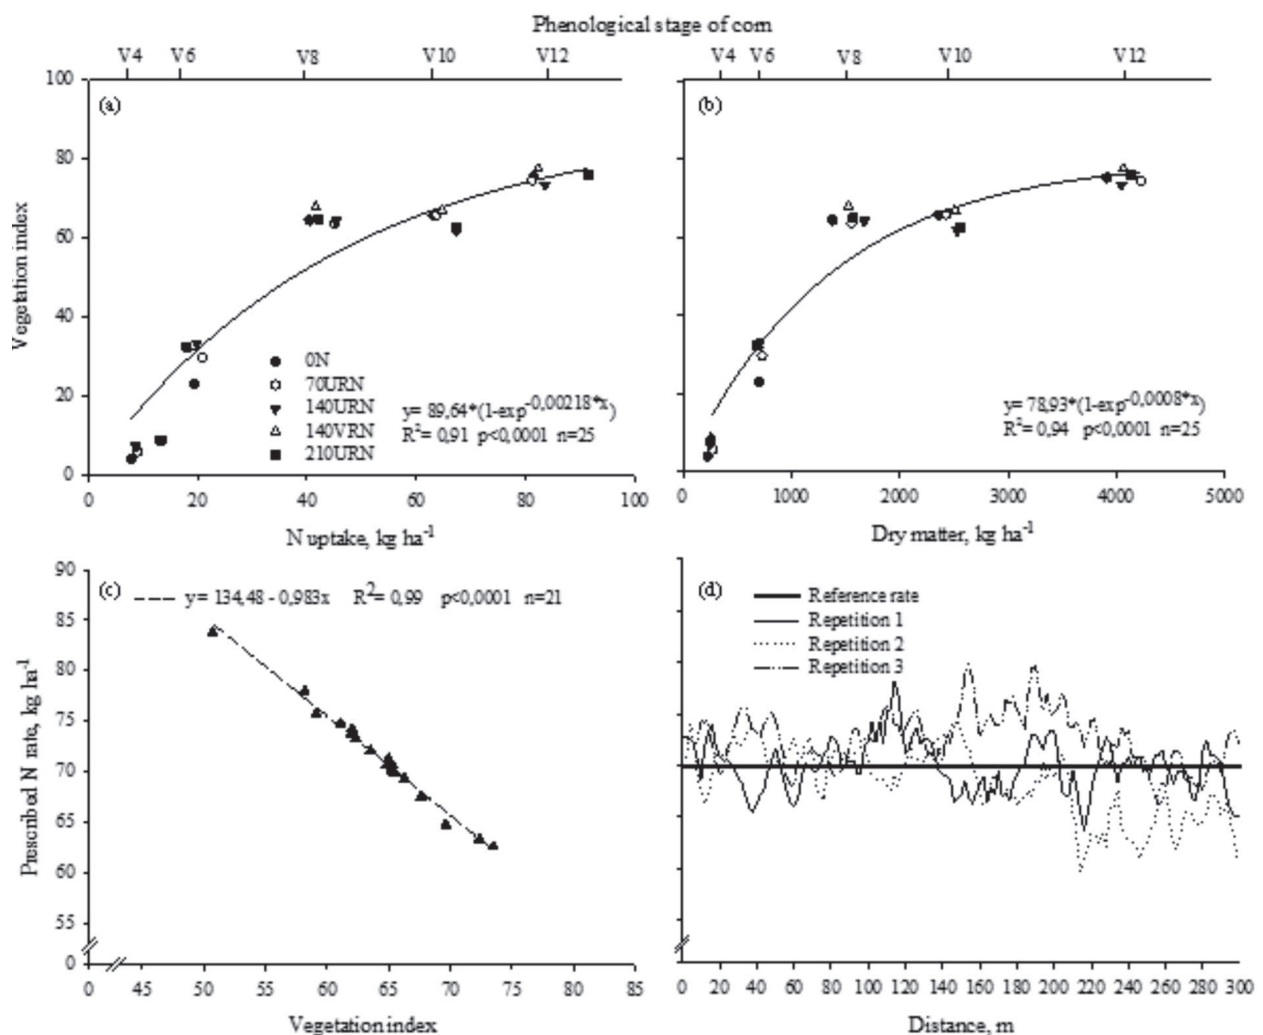 Phenological stage of corn
V4 V6 V8 V10 V12
V4 V6 V8 V10 V12
100
80
60
40
20
0
Vegetation index
(a)
0N
70URN
140URN
140VRN
210URN
y= 89,64*(1-exp-0,00218*x)
R2= 0,91 p<0,0001 n=25
0 20 40 60 80 100
N uptake, kg ha-1
(b)
y= 78,93*(1-exp-0,0008*x)
R2= 0,94 p<0,0001 n=25
0 1000 2000 3000 4000 5000
Dry matter, kg ha-1
90
85
80
75
70
65
60
55
0
Prescribed N rate, kg ha-1
(c)
y= 134,48 - 0,983x R2= 0,99 p<0,0001 n=21
0 45 50 55 60 65 70 75 80 85
Vegetation index
(d)
Reference rate
Repetition 1
Repetition 2
Repetition 3
0 20 40 60 80 100 120 140 160 180 200 220 240 260 280 300
Distance, m